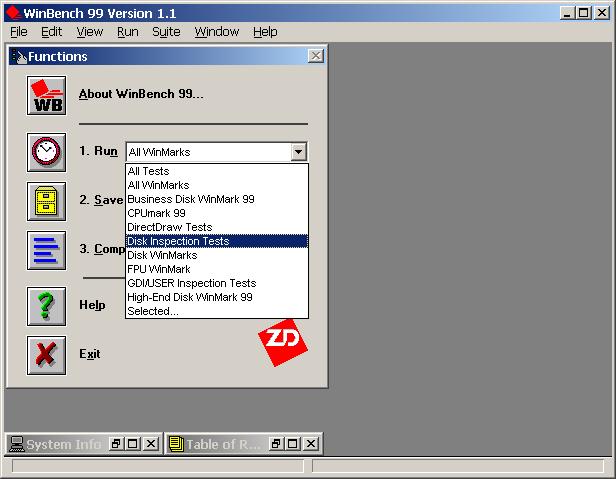 WinBench 99 Version 1.1
File Edit View Run Suite Window Help
Functions
WB
About WinBench 99...
1. Run All WinMarks
All Tests
All WinMarks
Business Disk WinMark 99
CPUmark 99
DirectDraw Tests
Disk Inspection Tests
Disk WinMarks
FPU WinMark
GDI/USER Inspection Tests
High-End Disk WinMark 99
Selected...
2. Save
3. Comp
Help
ZD
Exit
System Info
Table of R...